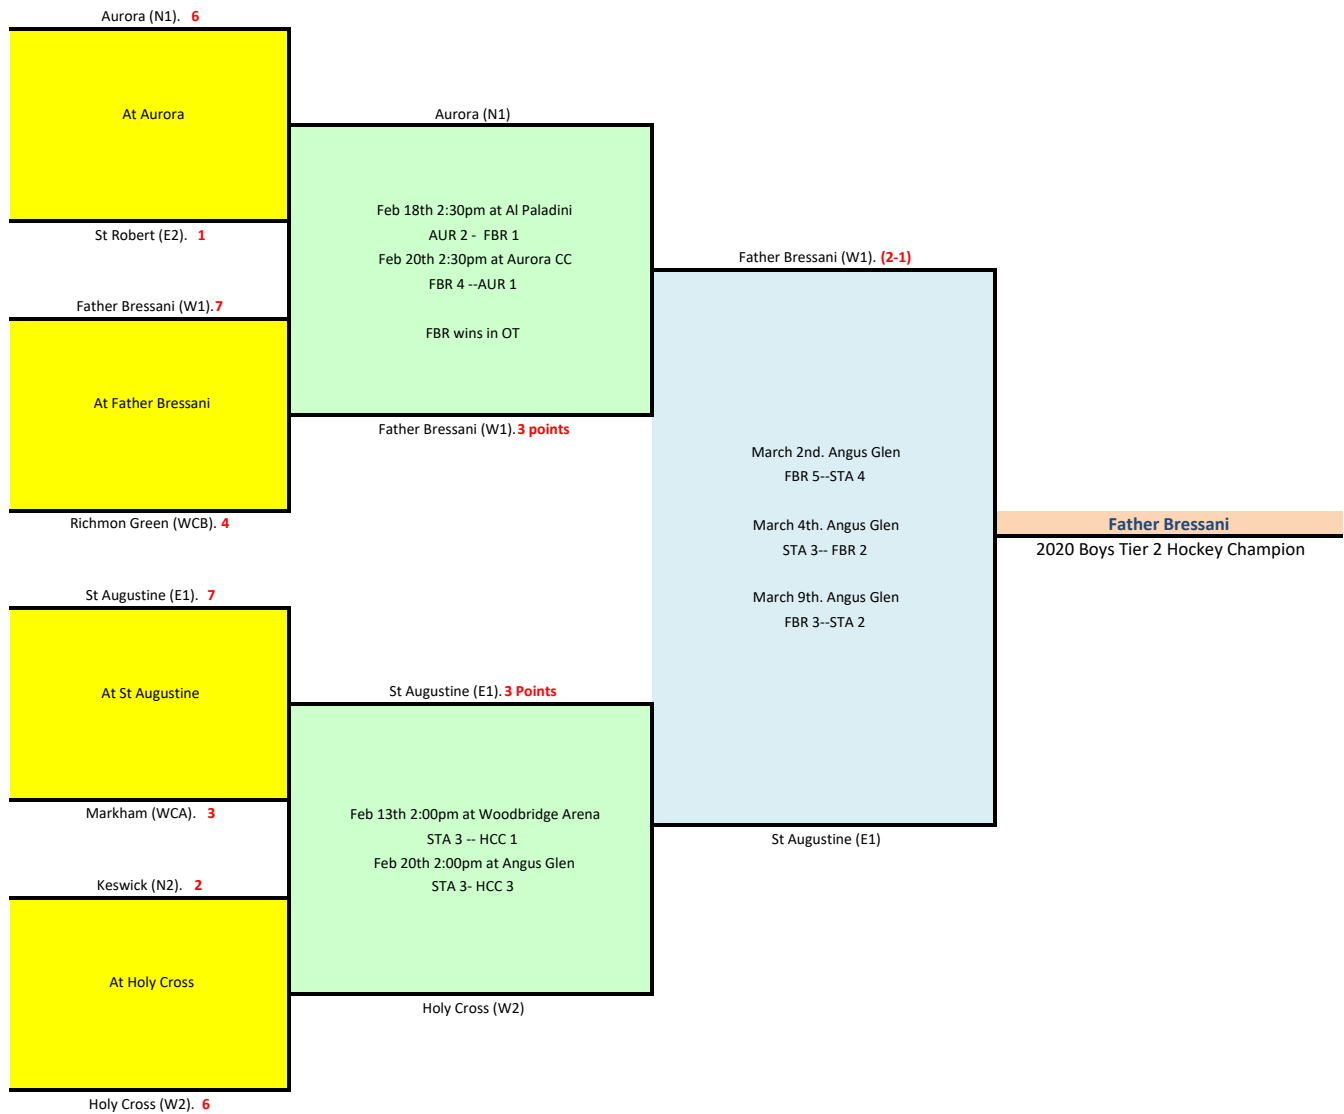 Aurora (N1). 6
At Aurora
St Robert (E2). 1
Father Bressani (W1). 7
At Father Bressani
Richmon Green (WCB). 4
St Augustine (E1). 7
At St Augustine
Markham (WCA). 3
Keswick (N2). 2
At Holy Cross
Holy Cross (W2). 6
Aurora (N1)
Feb 18th 2:30pm at Al Paladini
AUR 2 - FBR 1
Feb 20th 2:30pm at Aurora CC
FBR 4 --AUR 1
FBR wins in OT
Father Bressani (W1). 3 points
St Augustine (E1). 3 Points
Feb 13th 2:00pm at Woodbridge Arena
STA 3 -- HCC 1
Feb 20th 2:00pm at Angus Glen
STA 3- HCC 3
Holy Cross (W2)
Father Bressani (W1). (2-1)
March 2nd. Angus Glen
FBR 5--STA 4
March 4th. Angus Glen
STA 3-- FBR 2
March 9th. Angus Glen
FBR 3--STA 2
St Augustine (E1)
Father Bressani
2020 Boys Tier 2 Hockey Champion